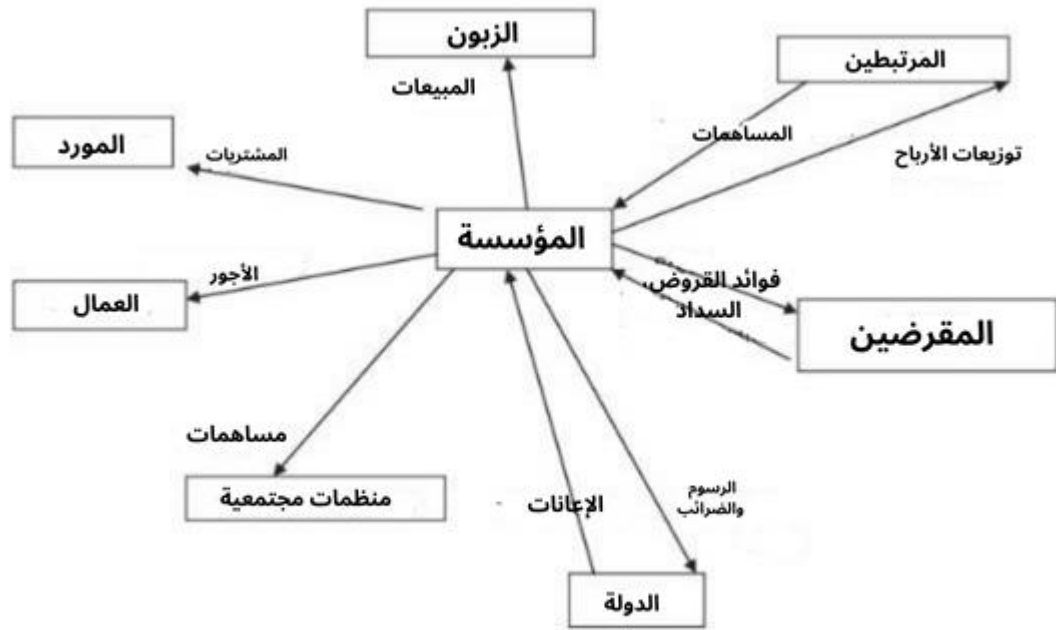 الزبون
المرتبطين
المبيعات
المساهمات
توزيعات الأرباح
المورد
المشتريات
المؤسسة
الأجور
العمال
فوائد القروض،
السداد
المقرضين
مساهمات
منظمات مجتمعية
الإعانات
الرسوم
والضرائب
الدولة